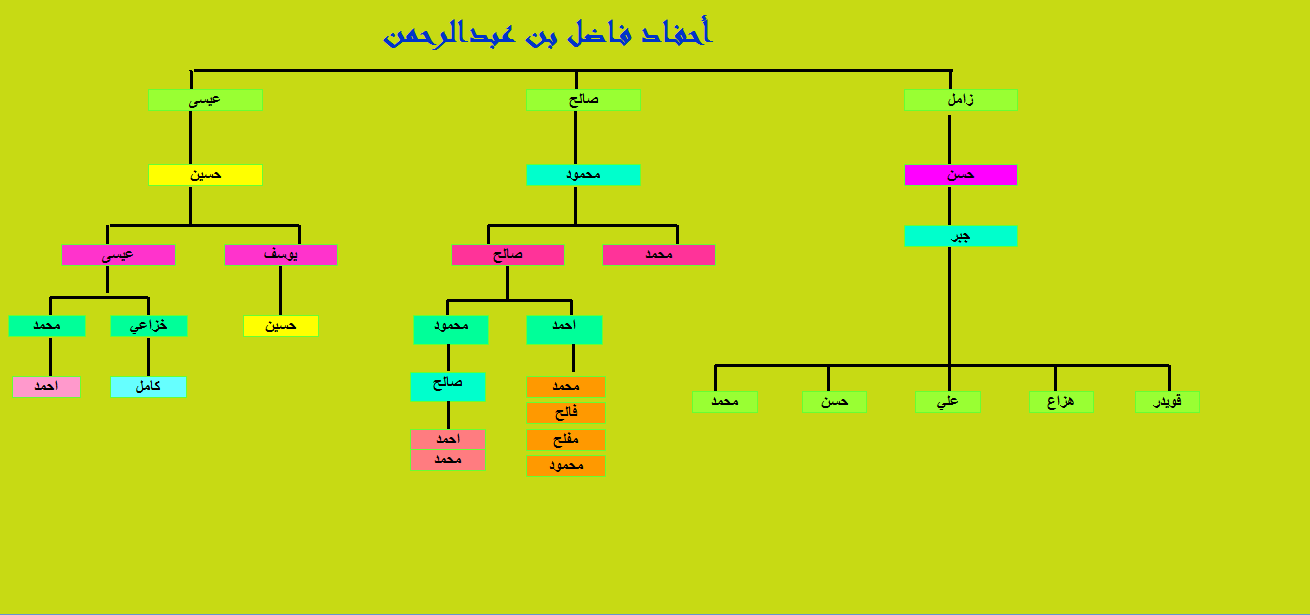 أحفاد فاضل بن عبدالرحمن
زامل
صالح
عيسى
حسن
محمود
حسين
جبر
محمد
صالح
يوسف
عيسى
احمد
محمود
حسين
خزاعي
محمد
صالح
كامل
احمد
محمد
فالح
مفلح
محمود
احمد
محمد
قويدر
هزاع
علي
حسن
محمد